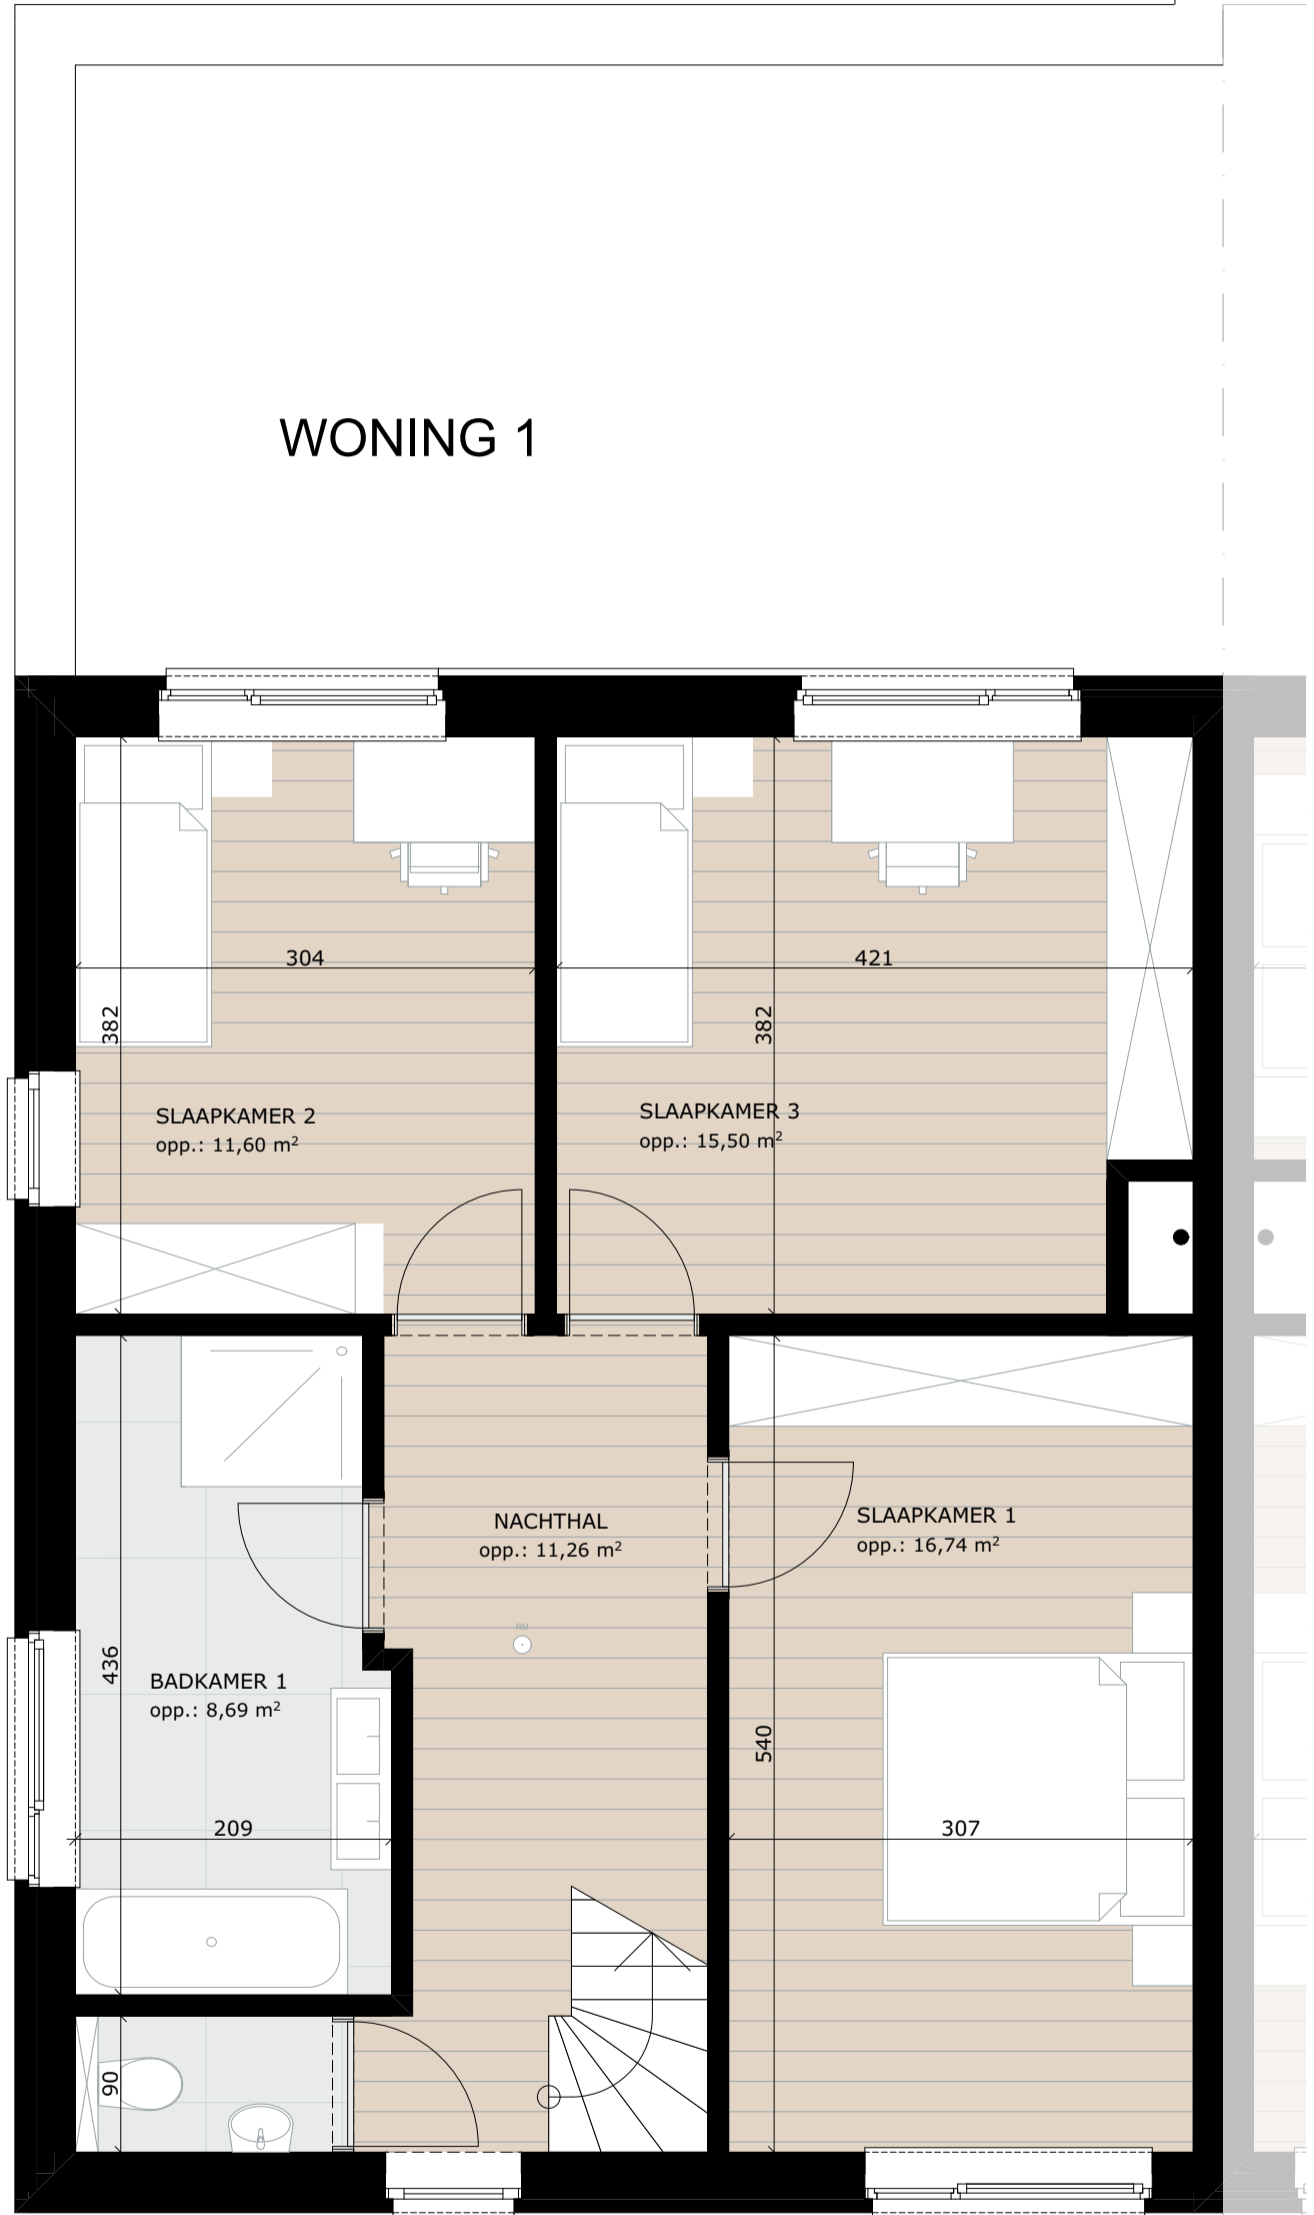 WONING 1
304
421
382
382
SLAAPKAMER 2
opp.: 11,60 m²
SLAAPKAMER 3
opp.: 15,50 m²
NACHTHAL
opp.: 11,26 m²
SLAAPKAMER 1
opp.: 16,74 m²
RM
436
BADKAMER 1
opp.: 8,69 m²
540
209
307
90